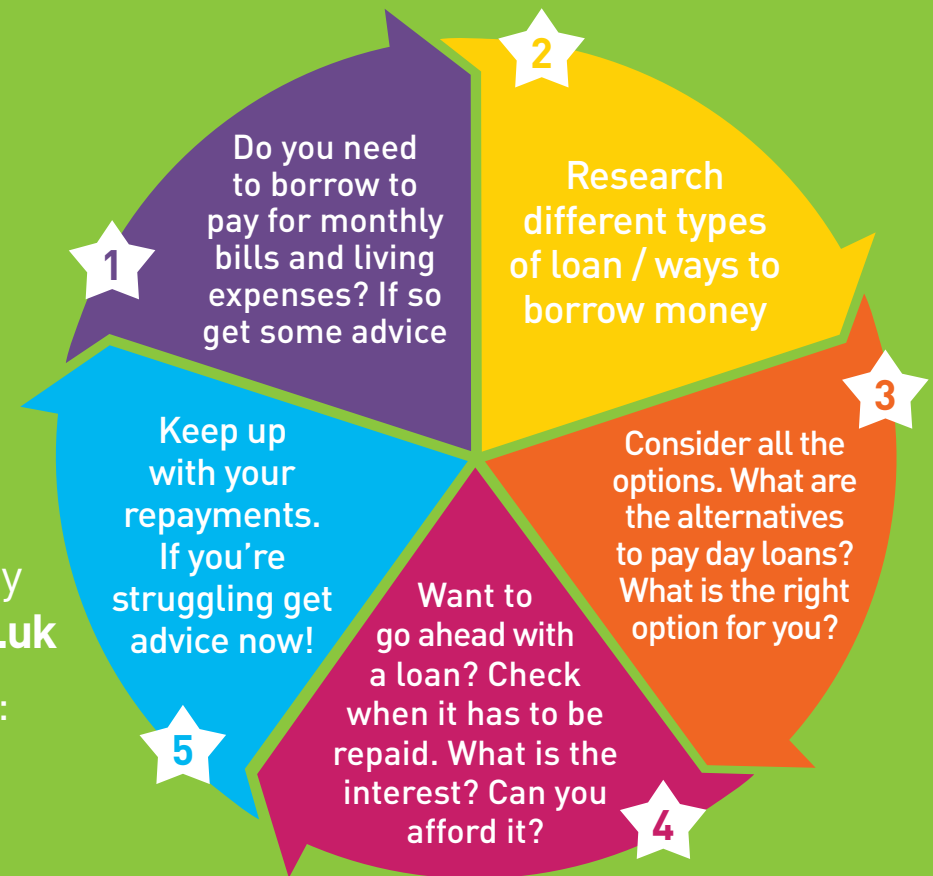 1
Do you need
to borrow to
pay for monthly
bills and living
expenses? If so
get some advice
2
Research
different types
of loan / ways to
borrow money
3
Consider all the
options. What are
the alternatives
to pay day loans?
What is the right
option for you?
4
Want to
go ahead with
a loan? Check
when it has to be
repaid. What is the
interest? Can you
afford it?
5
Keep up
with your
repayments.
If you're
struggling get
advice now!
y
.uk
: